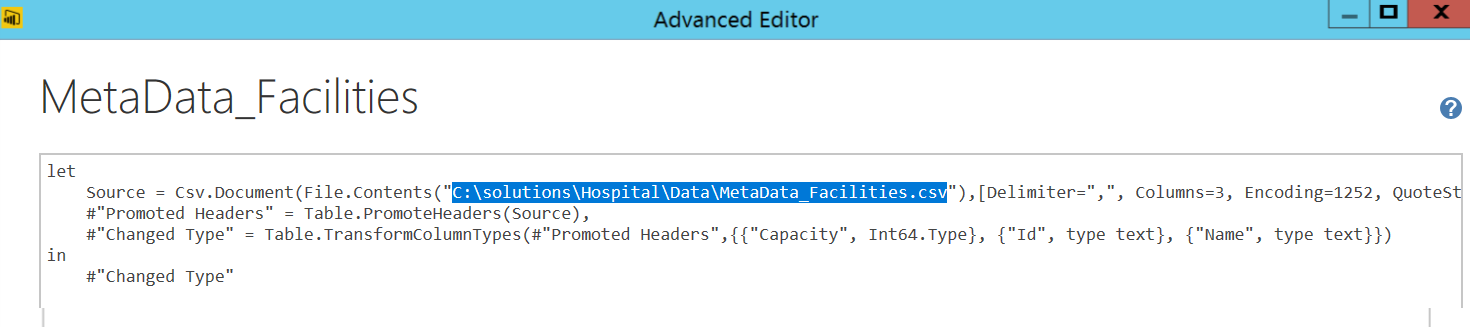 Advanced Editor
X
MetaData_Facilities
?
let
    Source = Csv.Document(File.Contents("C:\solutions\Hospital\Data\MetaData_Facilities.csv"),[Delimiter=",", Columns=3, Encoding=1252, QuoteSt
    #"Promoted Headers" = Table.PromoteHeaders(Source),
    #"Changed Type" = Table.TransformColumnTypes(#"Promoted Headers",{{"Capacity", Int64.Type}, {"Id", type text}, {"Name", type text}})
in
    #"Changed Type"